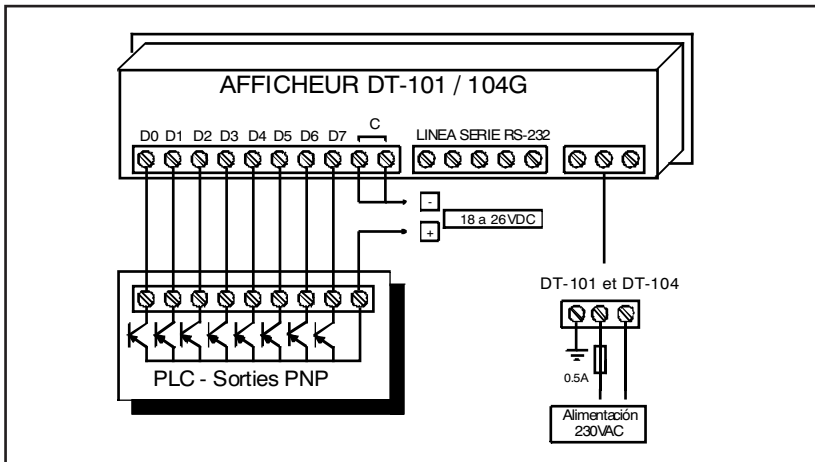 AFFICHEUR DT-101 / 104G
D0 D1 D2 D3 D4 D5 D6 D7 C
LINEA SERIE RS-232
-
18 a 26VDC
+
DT-101 et DT-104
0.5A
PLC - Sorties PNP
Alimentación
230VAC